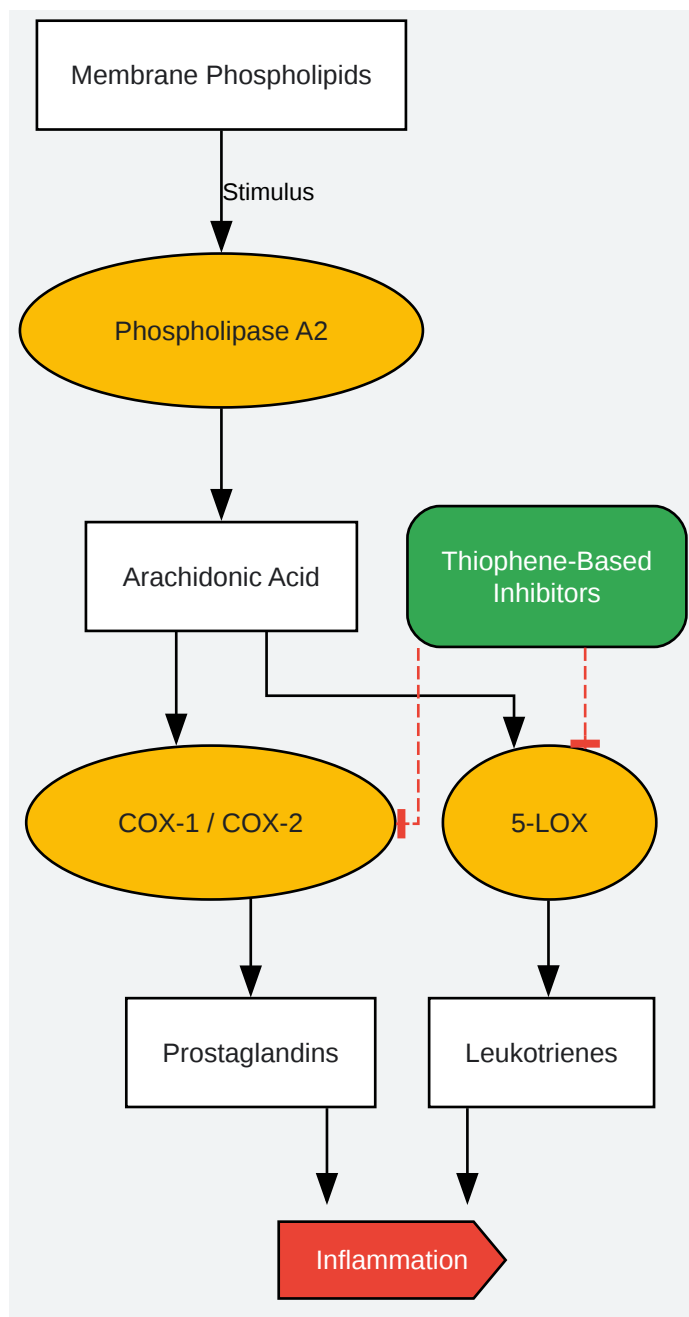 Membrane Phospholipids
Stimulus
Phospholipase A2
Arachidonic Acid
Thiophene-Based
Inhibitors
COX-1 / COX-2
5-LOX
Prostaglandins
Leukotrienes
Inflammation